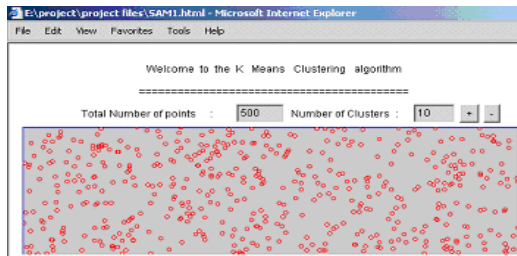 E:\project\project files\SAM1.html - Microsoft Internet Explorer
File Edit View Favorites Tools Help
Welcome to the K Means Clustering algorithm
==========================================
Total Number of points : 500 Number of Clusters : 10 + -